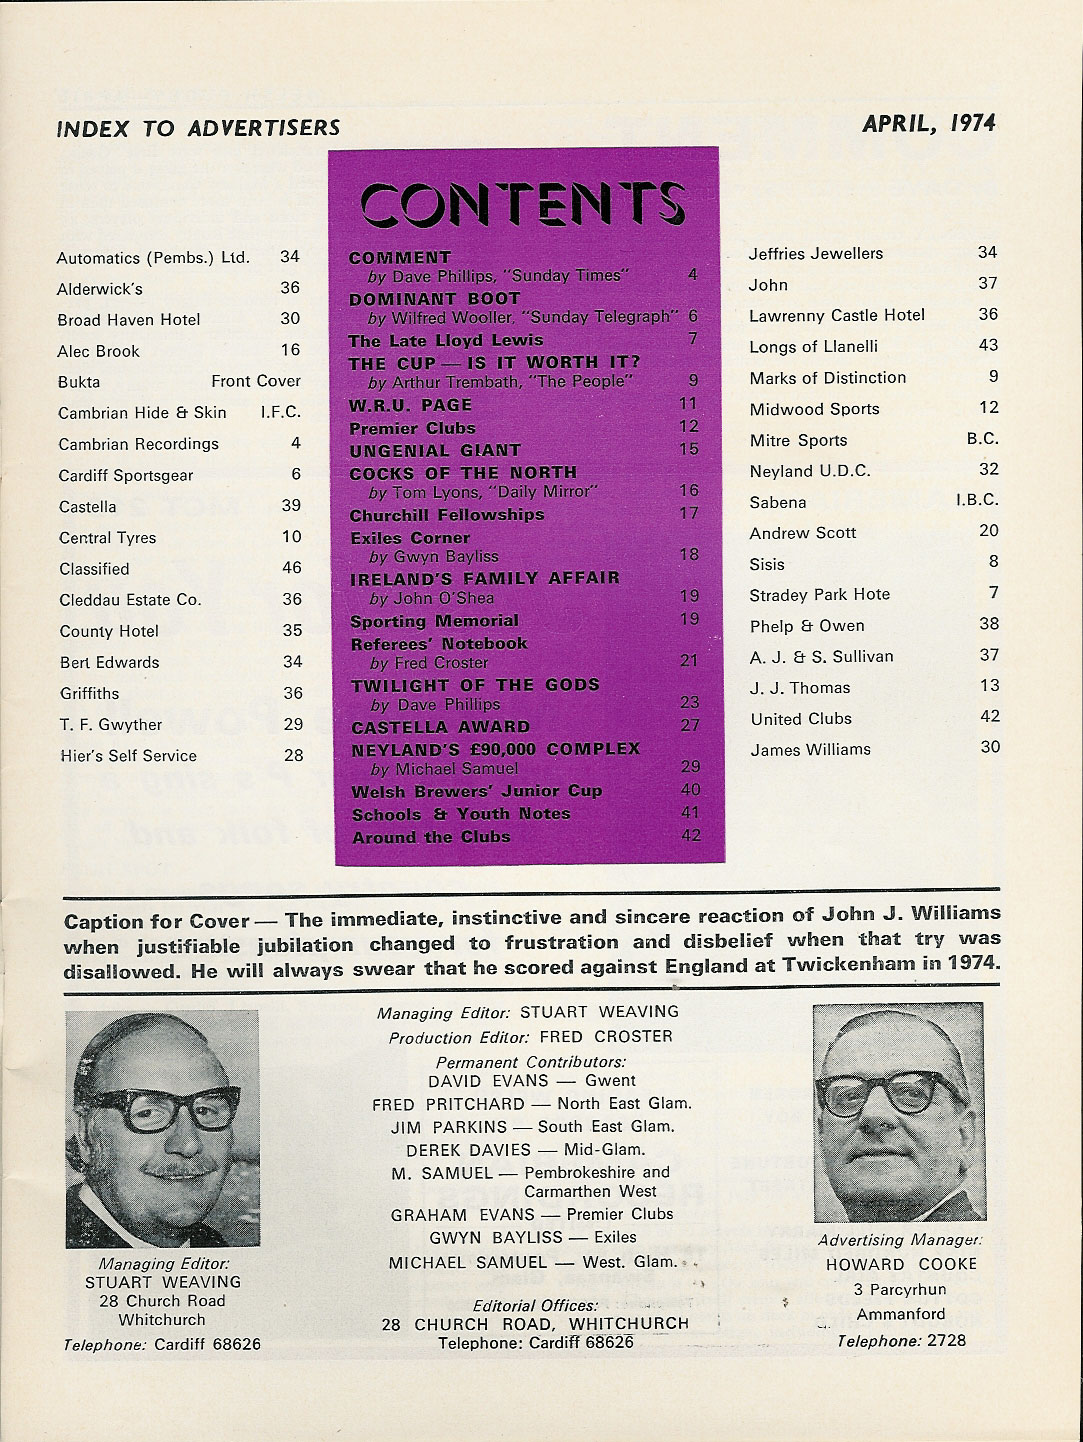 INDEX TO ADVERTISERS
APRIL, 1974
Automatics (Pembs.) Ltd. 34
Alderwick's 36
Broad Haven Hotel 30
Alec Brook 16
Bukta Front Cover
Cambrian Hide & Skin I.F.C.
Cambrian Recordings 4
Cardiff Sportsgear 6
Castella 39
Central Tyres 10
Classified 46
Cleddau Estate Co. 36
County Hotel 35
Bert Edwards 34
Griffiths 36
T. F. Gwyther 29
Hier's Self Service 28
CONTENTS
COMMENT
by Dave Phillips, "Sunday Times" 4
DOMINANT BOOT
by Wilfred Wooller, "Sunday Telegraph" 6
The Late Lloyd Lewis 7
THE CUP — IS IT WORTH IT?
by Arthur Trembath, "The People" 9
W.R.U. PAGE 11
Premier Clubs 12
UNGENIAL GIANT 15
COCKS OF THE NORTH
by Tom Lyons, "Daily Mirror" 16
Churchill Fellowships 17
Exiles Corner
by Gwyn Bayliss 18
IRELAND'S FAMILY AFFAIR
by John O'Shea 19
Sporting Memorial 19
Referees' Notebook
by Fred Croster 21
TWILIGHT OF THE GODS
by Dave Phillips 23
CASTELLA AWARD 27
NEYLAND'S £90,000 COMPLEX
by Michael Samuel 29
Welsh Brewers' Junior Cup 40
Schools & Youth Notes 41
Around the Clubs 42
Jeffries Jewellers 34
John 37
Lawrenny Castle Hotel 36
Longs of Llanelli 43
Marks of Distinction 9
Midwood Sports 12
Mitre Sports B.C.
Neyland U.D.C. 32
Sabena I.B.C.
Andrew Scott 20
Sisis 8
Stradey Park Hote 7
Phelp & Owen 38
A. J. & S. Sullivan 37
J. J. Thomas 13
United Clubs 42
James Williams 30
Caption for Cover — The immediate, instinctive and sincere reaction of John J. Williams
when justifiable jubilation changed to frustration and disbelief when that try was
disallowed. He will always swear that he scored against England at Twickenham in 1974.
Managing Editor:
STUART WEAVING
28 Church Road
Whitchurch
Telephone: Cardiff 68626
Managing Editor: STUART WEAVING
Production Editor: FRED CROSTER
Permanent Contributors:
DAVID EVANS — Gwent
FRED PRITCHARD — North East Glam.
JIM PARKINS — South East Glam.
DEREK DAVIES — Mid-Glam.
M. SAMUEL — Pembrokeshire and
Carmarthen West
GRAHAM EVANS — Premier Clubs
GWYN BAYLISS — Exiles
MICHAEL SAMUEL — West. Glam.
Editorial Offices:
28 CHURCH ROAD, WHITCHURCH
Telephone: Cardiff 68626
Advertising Manager:
HOWARD COOKE
3 Parcyrhun
Ammanford
Telephone: 2728